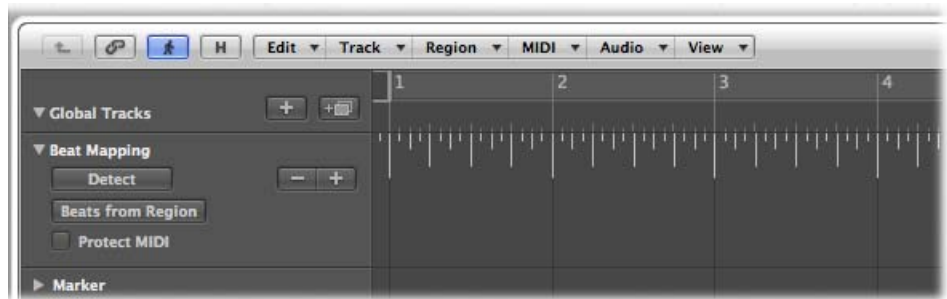 H Edit Track Region MIDI Audio View
1 2 3 4
Global Tracks
Beat Mapping
Detect
Beats from Region
Protect MIDI
Marker